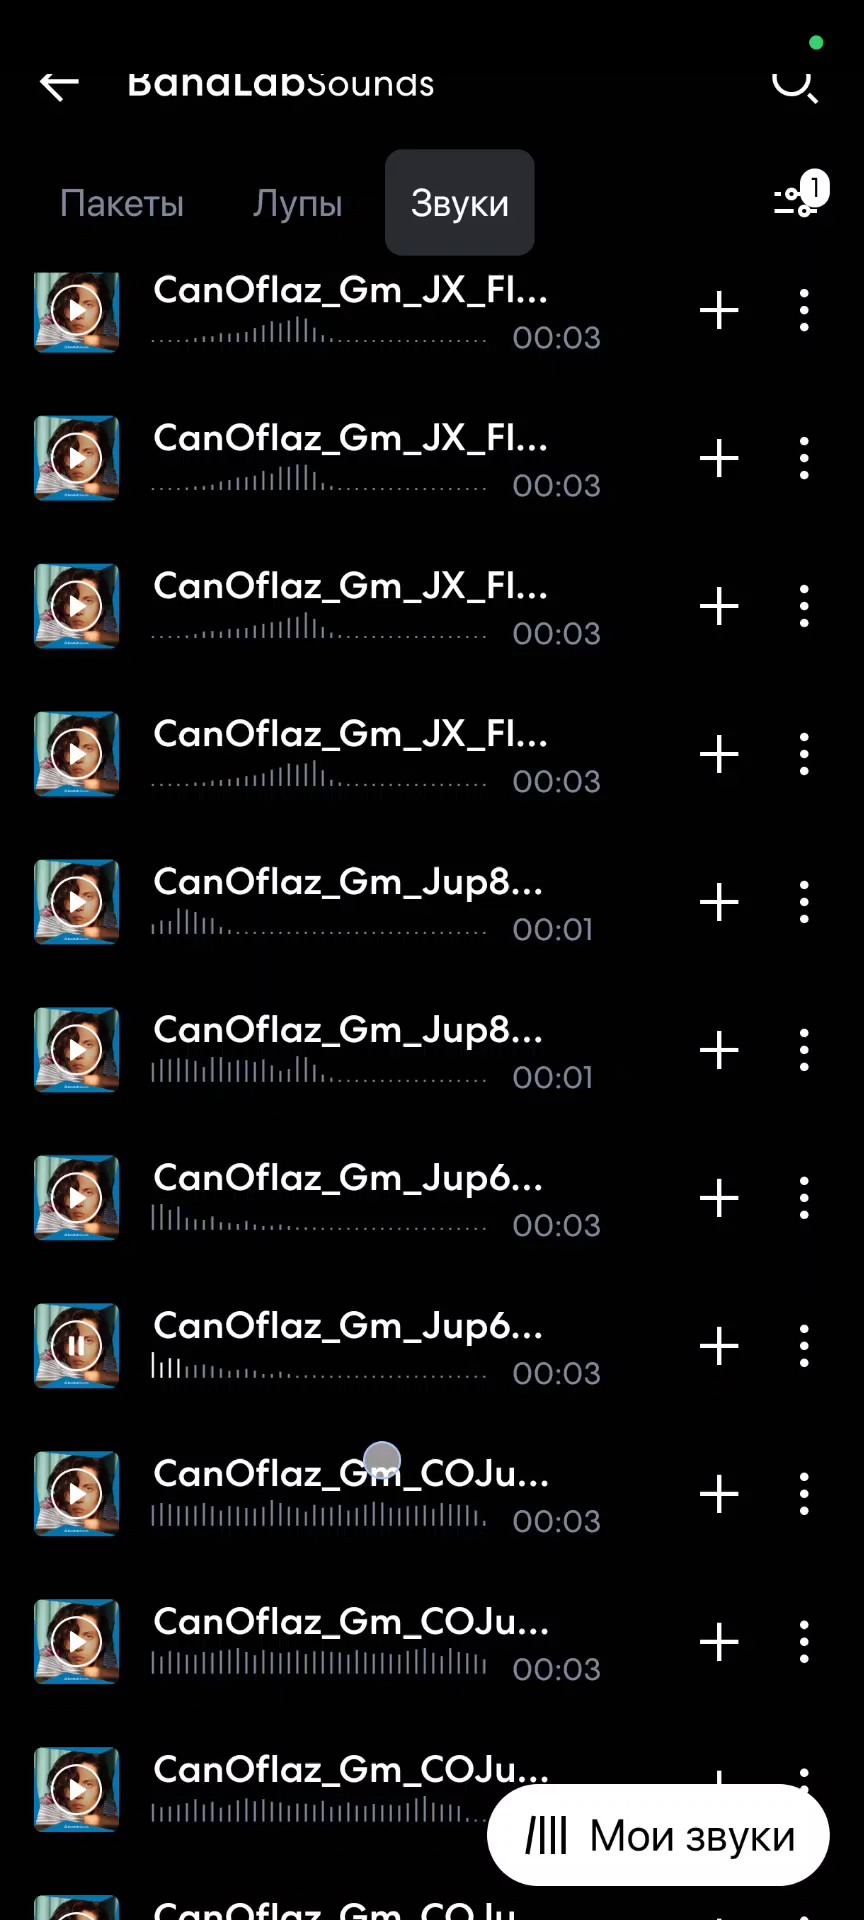 BandLabSounds
Пакеты Лупы Звуки 1
CanOflaz_Gm_JX_Fl...
00:03
CanOflaz_Gm_JX_Fl...
00:03
CanOflaz_Gm_JX_Fl...
00:03
CanOflaz_Gm_JX_Fl...
00:03
CanOflaz_Gm_Jup8...
00:01
CanOflaz_Gm_Jup8...
00:01
CanOflaz_Gm_Jup6...
00:03
CanOflaz_Gm_Jup6...
00:03
CanOflaz_Gm_COJu...
00:03
CanOflaz_Gm_COJu...
00:03
CanOflaz_Gm_COJu...
Мои звуки
CanOflaz_Gm_COJu...